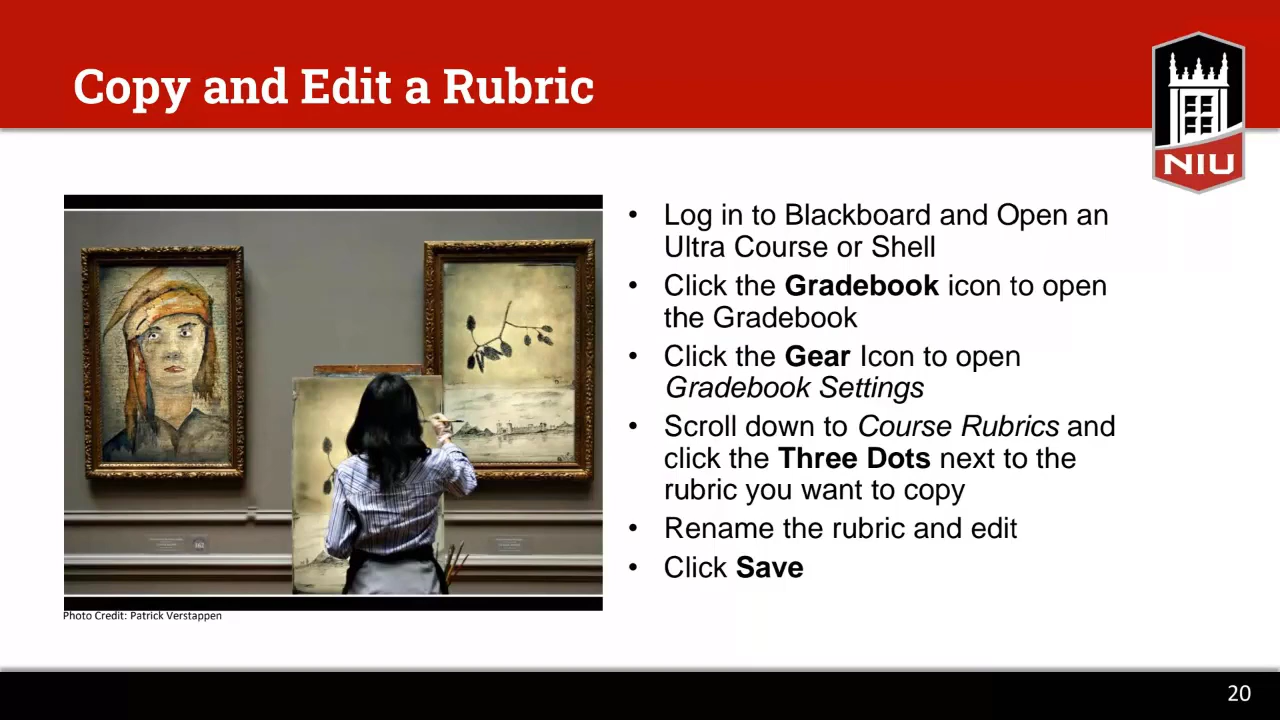 Copy and Edit a Rubric
NIU
• Log in to Blackboard and Open an
Ultra Course or Shell
• Click the Gradebook icon to open
the Gradebook
• Click the Gear Icon to open
Gradebook Settings
• Scroll down to Course Rubrics and
click the Three Dots next to the
rubric you want to copy
• Rename the rubric and edit
• Click Save
Photo Credit: Patrick Verstappen
20